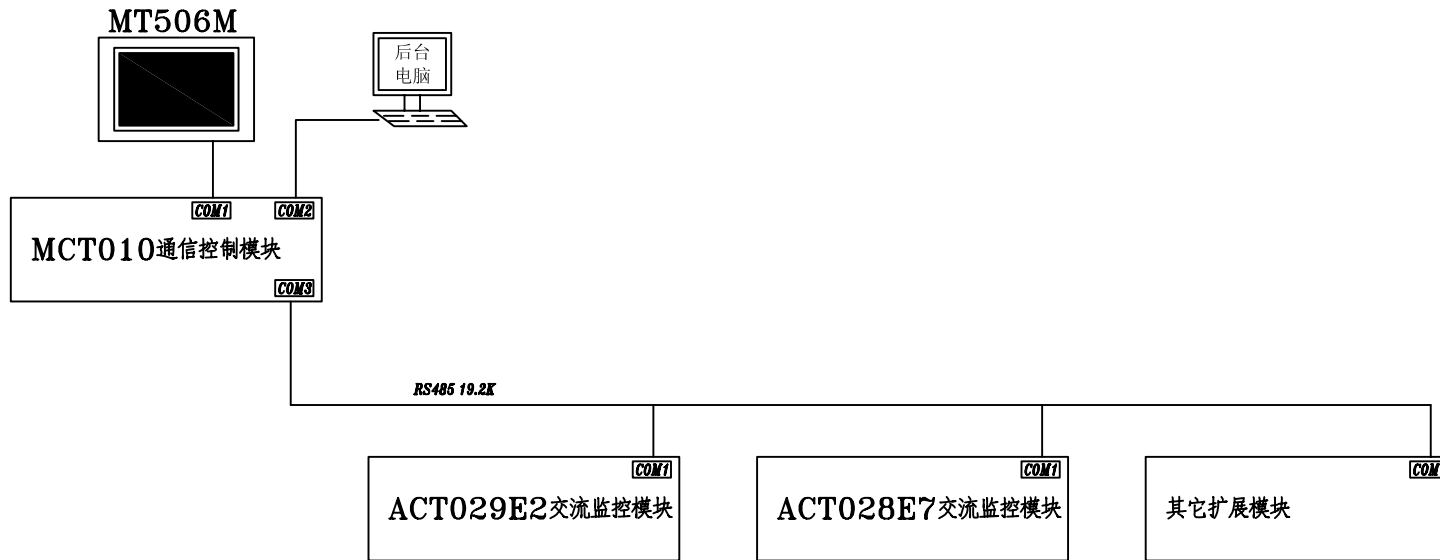 MT506M
后台
电脑
COM1
COM2
MCT010通信控制模块
COM3
RS485 19.2K
COM1
COM1
COM
ACT029E2交流监控模块
ACT028E7交流监控模块
其它扩展模块